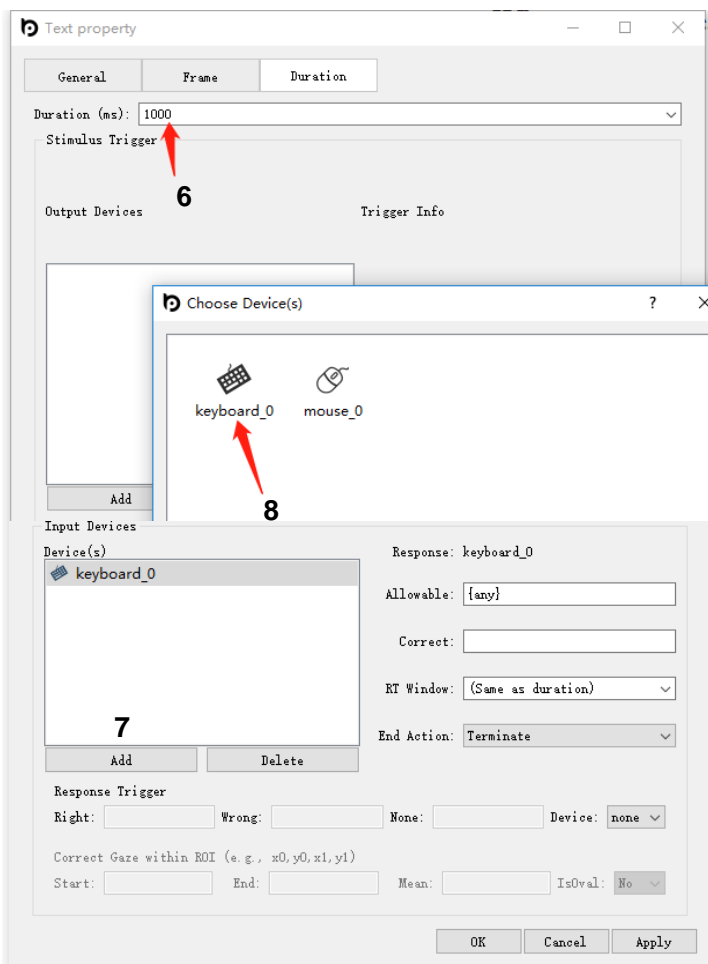 Text property
General Frame Duration
Duration (ms): 1000
Stimulus Trigger
6
Output Devices Trigger Info
Choose Device(s) ?
keyboard_0 mouse_0
Add
8
Input Devices
Device(s) Response: keyboard_0
keyboard_0
Allowable: {any}
Correct:
RT Window: (Same as duration)
7
End Action: Terminate
Add Delete
Response Trigger
Right: Wrong: None: Device: none
Correct Gaze within ROI (e.g., x0,y0,x1,y1)
Start: End: Mean: IsOval: No
OK Cancel Apply